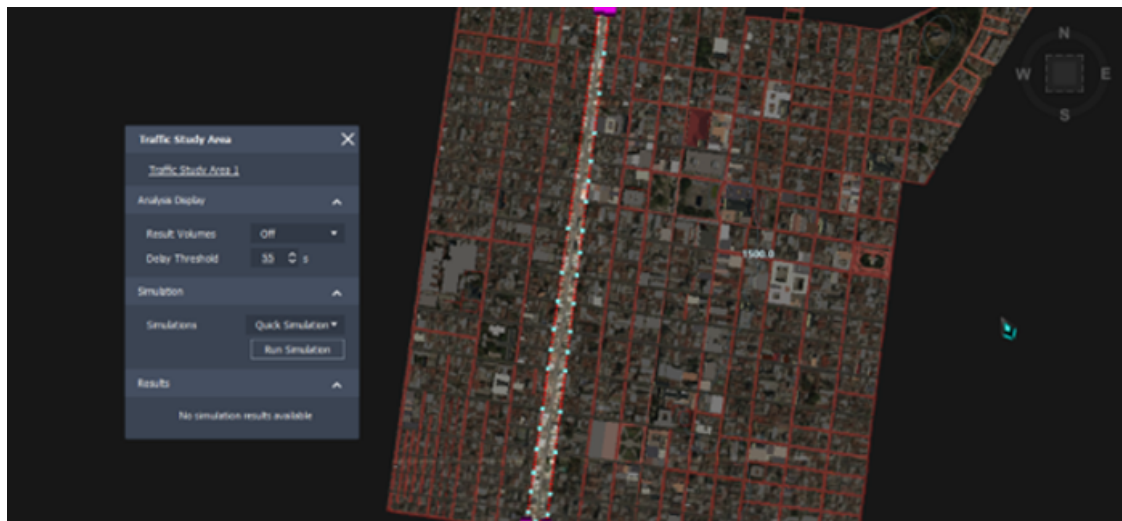 Traffic Study Area
Traffic Study Area 1
Analysis Display
Result Volumes Off
Delay Threshold 35 s
Simulation
Simulations Quick Simulation
Run Simulation
Results
No simulation results available
1500.0
N
W E
S